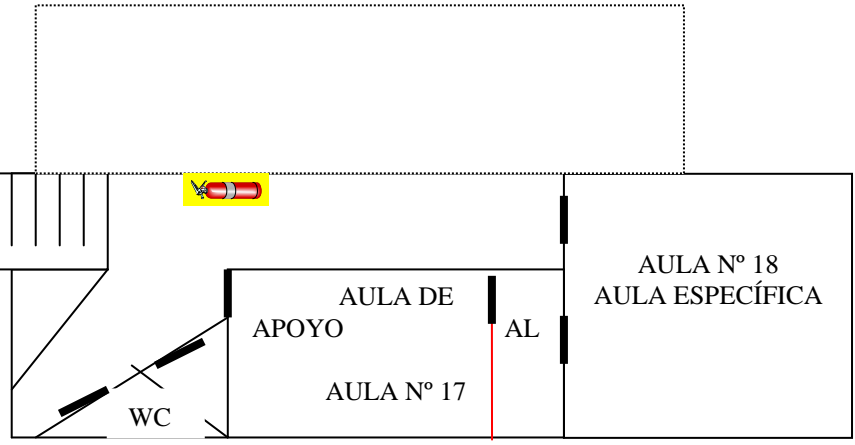 AULA Nº 18
AULA ESPECÍFICA
AULA DE
APOYO
AL
AULA Nº 17
WC